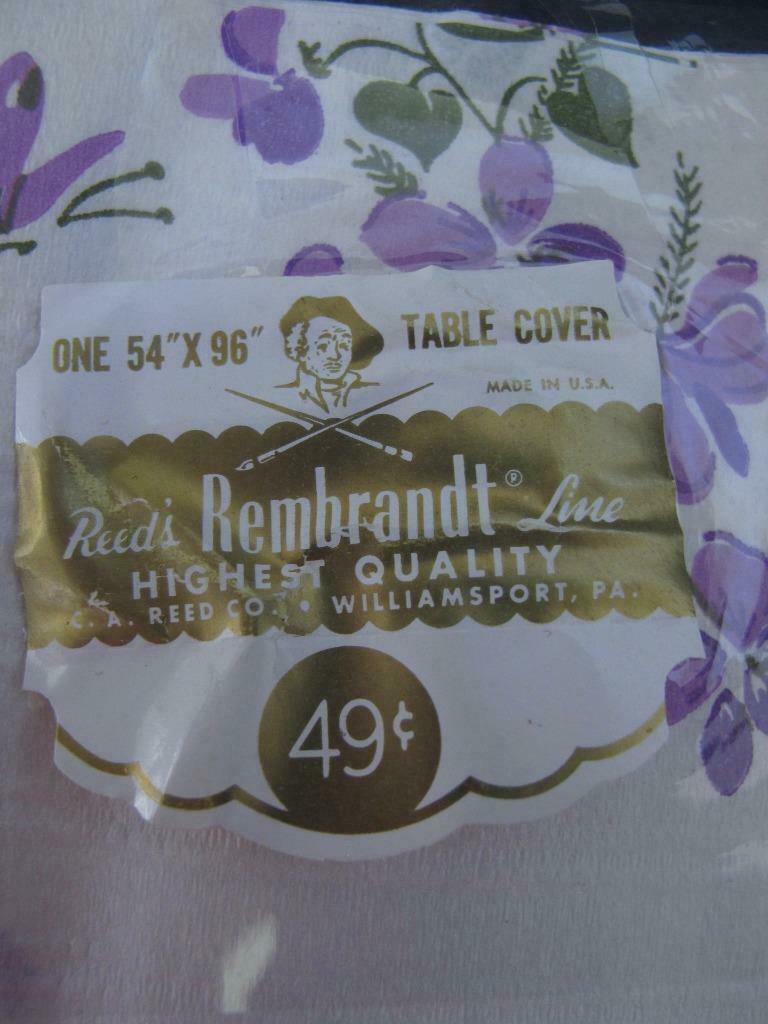 ONE 54"X 96" TABLE COVER
MADE IN U.S.A.
Reed's Rembrandt® Line
HIGHEST QUALITY
C. A. REED CO. • WILLIAMSPORT, PA.
49¢